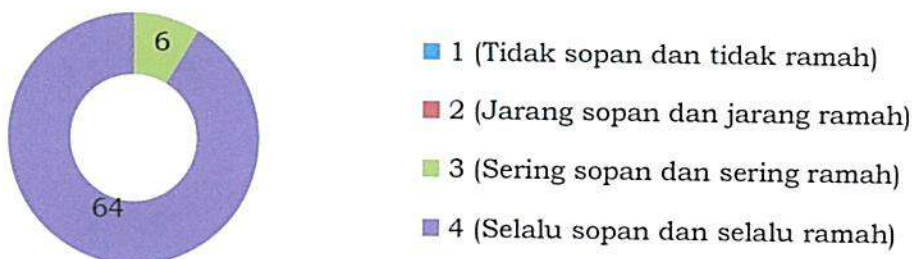 6
64
1 (Tidak sopan dan tidak ramah)
2 (Jarang sopan dan jarang ramah)
3 (Sering sopan dan sering ramah)
4 (Selalu sopan dan selalu ramah)